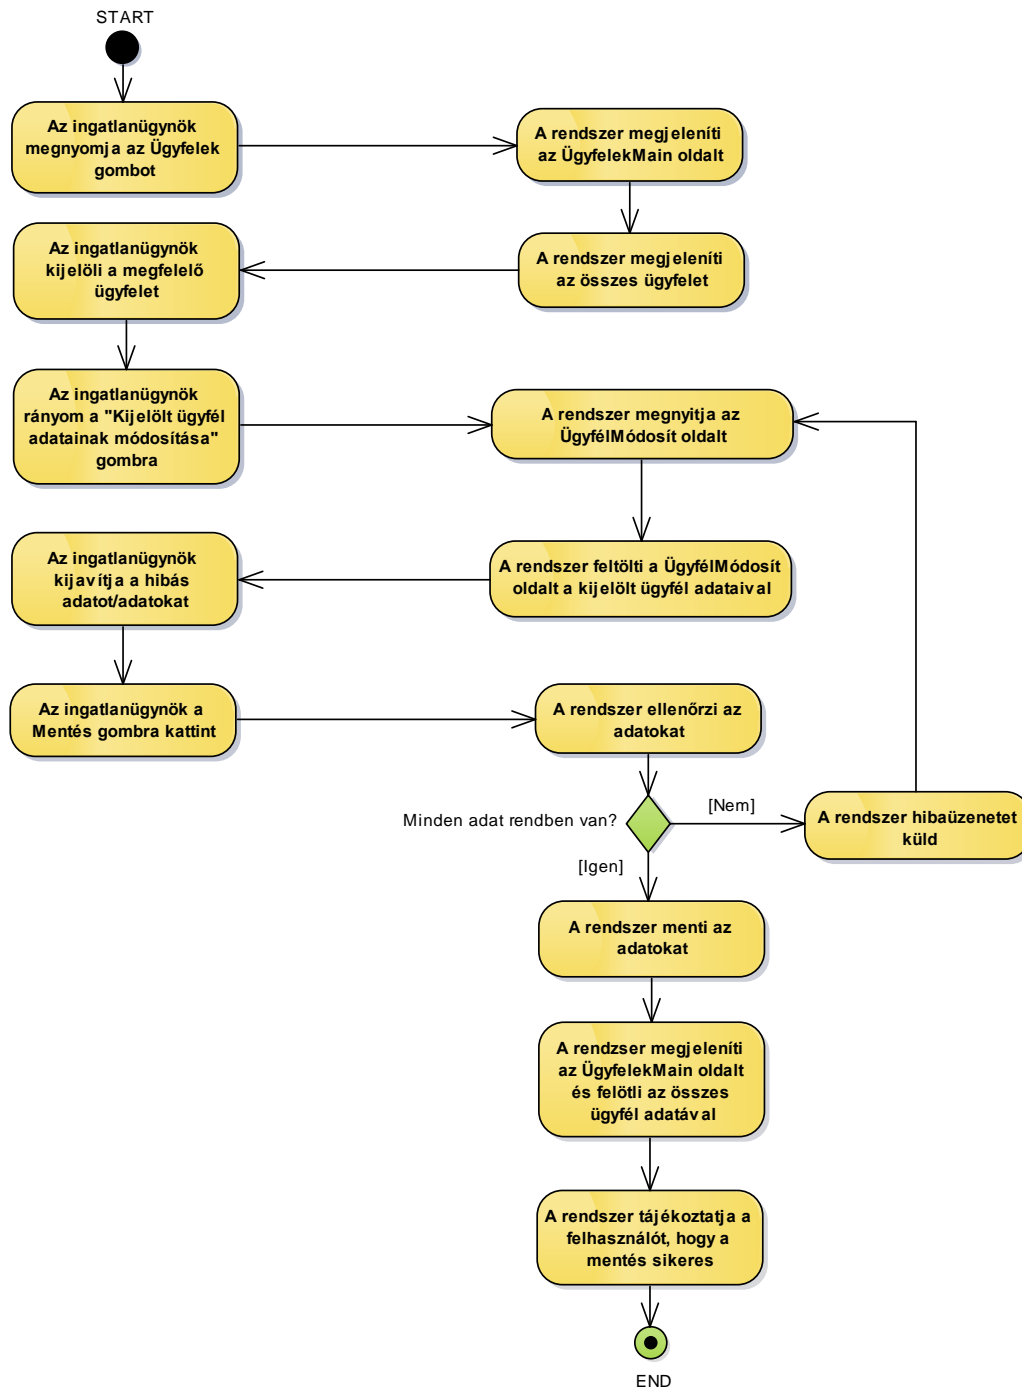 START
Az ingatlanügynök
megnyomja az Ügyfelek
gombot
A rendszer megjeleníti
az ÜgyfelekMain oldalt
Az ingatlanügynök
kijelöli a megfelelő
ügyfelet
A rendszer megjeleníti
az összes ügyfelet
Az ingatlanügynök
rányom a "Kijelölt ügyfél
adatainak módosítása"
gombra
A rendszer megnyitja az
ÜgyfélMódosít oldalt
Az ingatlanügynök
kijavítja a hibás
adatot/adatokat
A rendszer feltölti a ÜgyfélMódosít
oldalt a kijelölt ügyfél adataival
Az ingatlanügynök a
Mentés gombra kattint
A rendszer ellenőrzi az
adatokat
Minden adat rendben van?
[Nem]
A rendszer hibaüzenetet
küld
[Igen]
A rendszer menti az
adatokat
A rendzser megjeleníti
az ÜgyfelekMain oldalt
és felötli az összes
ügyfél adatával
A rendszer tájékoztatja a
felhasználót, hogy a
mentés sikeres
END